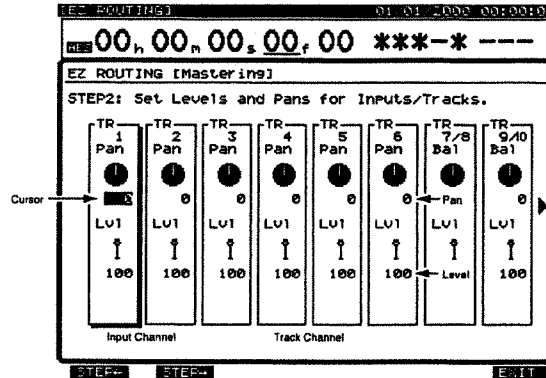 [EZ ROUTING] 01/01/2000 00:00:00
00h 00m 00s 00f 00 ***-* ---
EZ ROUTING [Mastering]
STEP2: Set Levels and Pans for Inputs/Tracks.
TR TR TR TR TR TR TR TR
1 2 3 4 5 6 7/8 9/10
Pan Pan Pan Pan Pan Pan Bal Bal
Cursor 0 0 0 0 0 Pan 0
Lvl Lvl Lvl Lvl Lvl Lvl Lvl Lvl
100 100 100 100 100 100 Level 100
Input Channel Track Channel
STEP← STEP→ EXIT